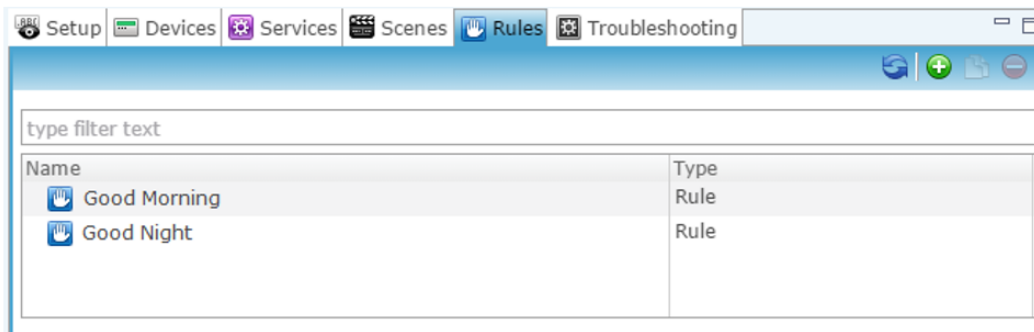 Setup Devices Services Scenes Rules Troubleshooting
type filter text
Name Type
Good Morning Rule
Good Night Rule